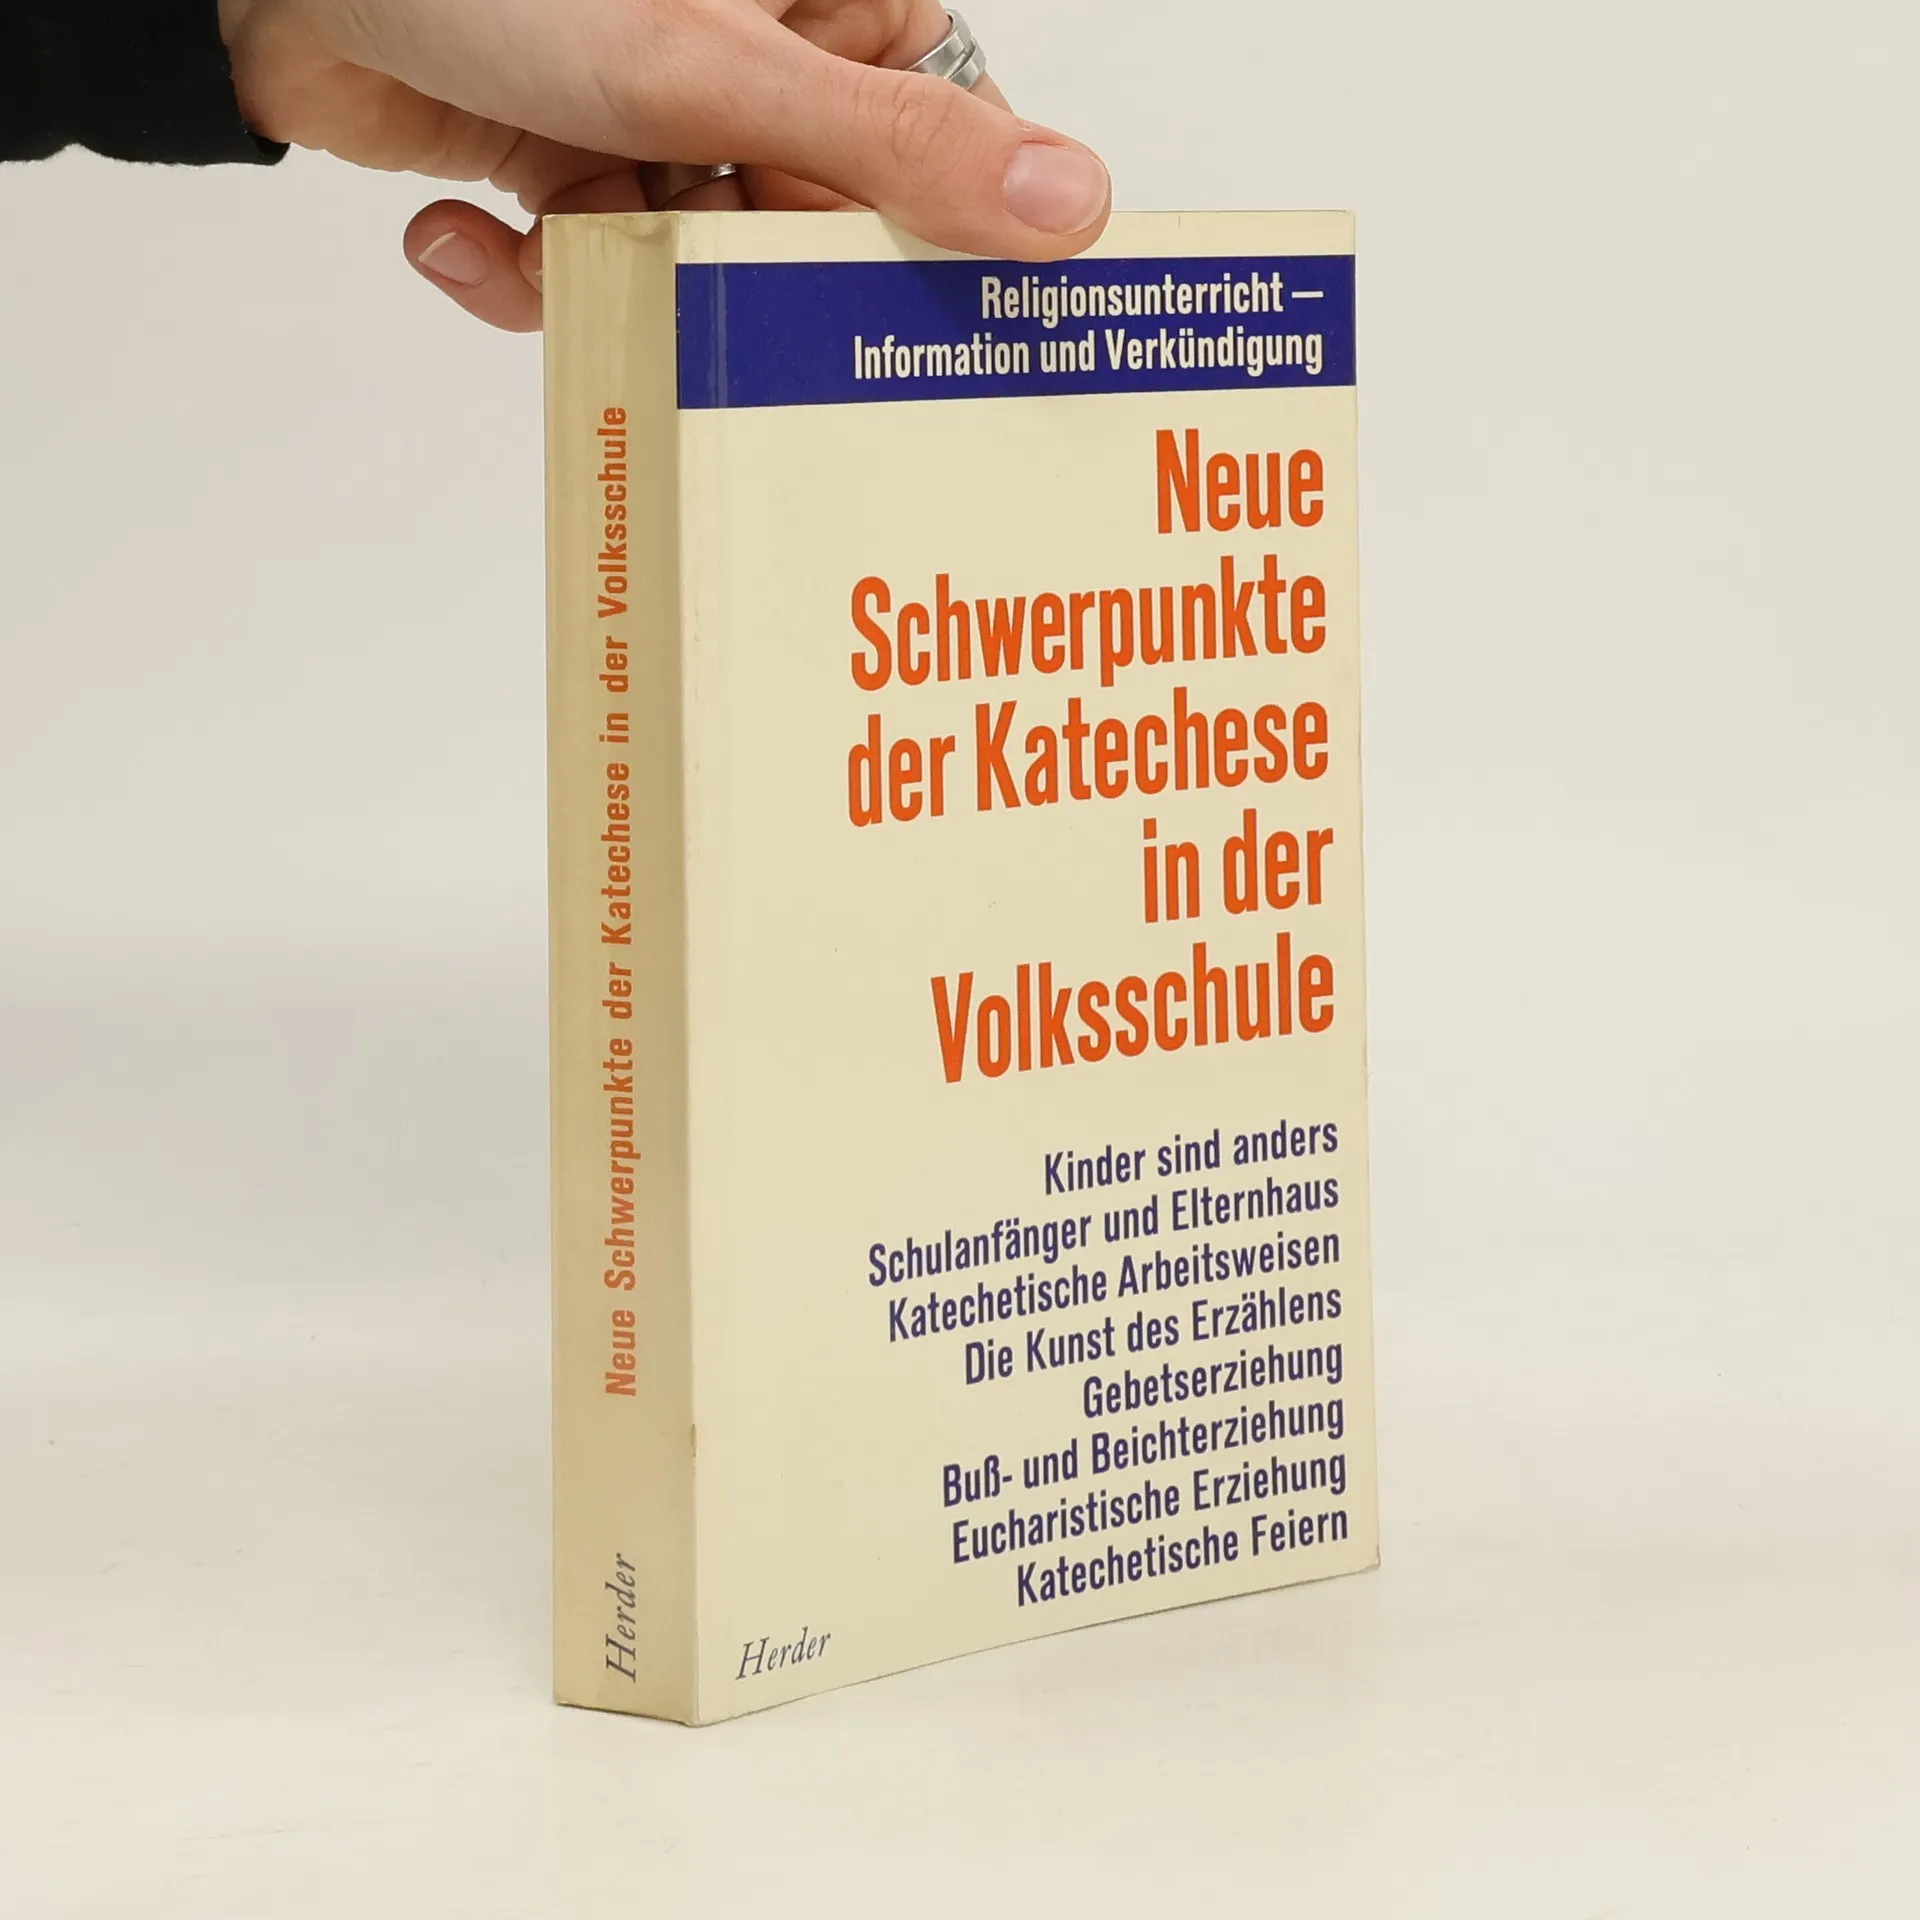 Religionsunterricht –
Information und Verkündigung
Neue
Schwerpunkte
der Katechese
in der
Volksschule
Kinder sind anders
Schulanfänger und Elternhaus
Katechetische Arbeitsweisen
Die Kunst des Erzählens
Gebetserziehung
Buß- und Beichterziehung
Eucharistische Erziehung
Katechetische Feiern
Herder
Neue Schwerpunkte der Katechese in der Volksschule
Herder